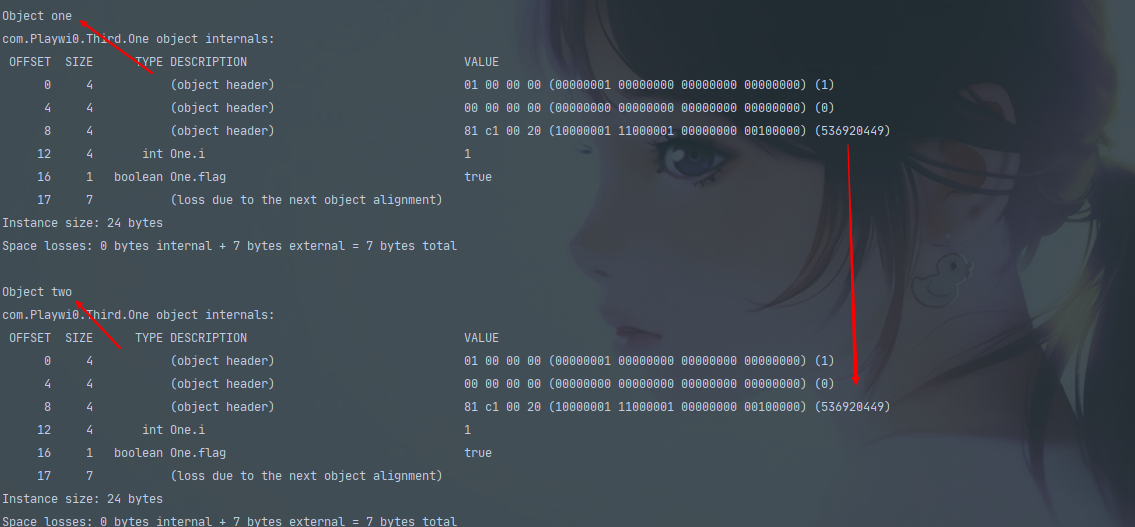 Object one
com.Playwi0.Third.One object internals:
OFFSET SIZE TYPE DESCRIPTION VALUE
0 4 (object header) 01 00 00 00 (00000001 00000000 00000000 00000000) (1)
4 4 (object header) 00 00 00 00 (00000000 00000000 00000000 00000000) (0)
8 4 (object header) 81 c1 00 20 (10000001 11000001 00000000 00100000) (536920449)
12 4 int One.i 1
16 1 boolean One.flag true
17 7 (loss due to the next object alignment)
Instance size: 24 bytes
Space losses: 0 bytes internal + 7 bytes external = 7 bytes total
Object two
com.Playwi0.Third.One object internals:
OFFSET SIZE TYPE DESCRIPTION VALUE
0 4 (object header) 01 00 00 00 (00000001 00000000 00000000 00000000) (1)
4 4 (object header) 00 00 00 00 (00000000 00000000 00000000 00000000) (0)
8 4 (object header) 81 c1 00 20 (10000001 11000001 00000000 00100000) (536920449)
12 4 int One.i 1
16 1 boolean One.flag true
17 7 (loss due to the next object alignment)
Instance size: 24 bytes
Space losses: 0 bytes internal + 7 bytes external = 7 bytes total